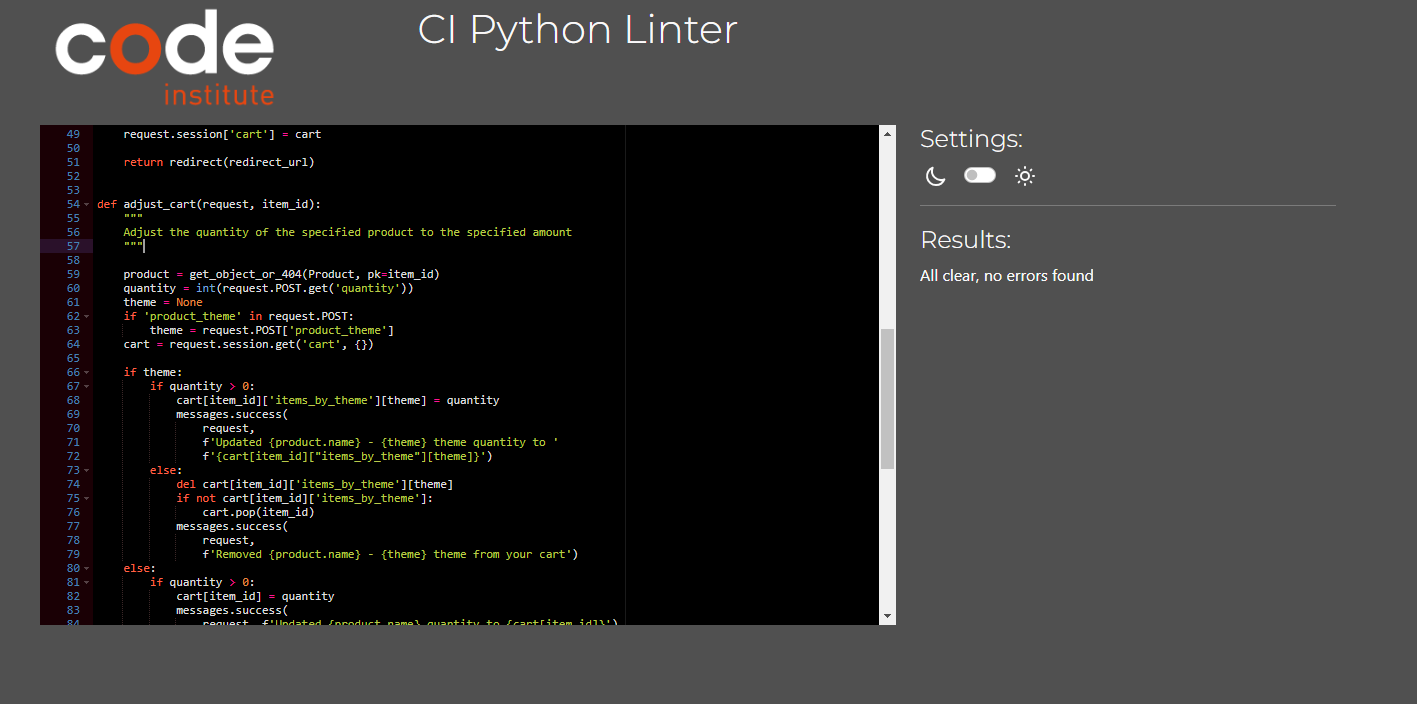 code
institute
CI Python Linter
49 request.session['cart'] = cart
50
51 return redirect(redirect_url)
52
53
54 def adjust_cart(request, item_id):
55 """
56 Adjust the quantity of the specified product to the specified amount
57 """
58
59 product = get_object_or_404(Product, pk=item_id)
60 quantity = int(request.POST.get('quantity'))
61 theme = None
62 if 'product_theme' in request.POST:
63 theme = request.POST['product_theme']
64 cart = request.session.get('cart', {})
65
66 if theme:
67 if quantity > 0:
68 cart[item_id]['items_by_theme'][theme] = quantity
69 messages.success(
70 request,
71 f'Updated {product.name} - {theme} theme quantity to '
72 f'{cart[item_id]["items_by_theme"][theme]}')
73 else:
74 del cart[item_id]['items_by_theme'][theme]
75 if not cart[item_id]['items_by_theme']:
76 cart.pop(item_id)
77 messages.success(
78 request,
79 f'Removed {product.name} - {theme} theme from your cart')
80 else:
81 if quantity > 0:
82 cart[item_id] = quantity
83 messages.success(
84 request, f'Updated {product.name} quantity to {cart[item_id]}')
Settings:
Results:
All clear, no errors found